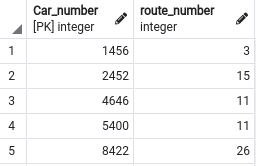 Car_number route_number
[PK] integer integer
1 1456 3
2 2452 15
3 4646 11
4 5400 11
5 8422 26